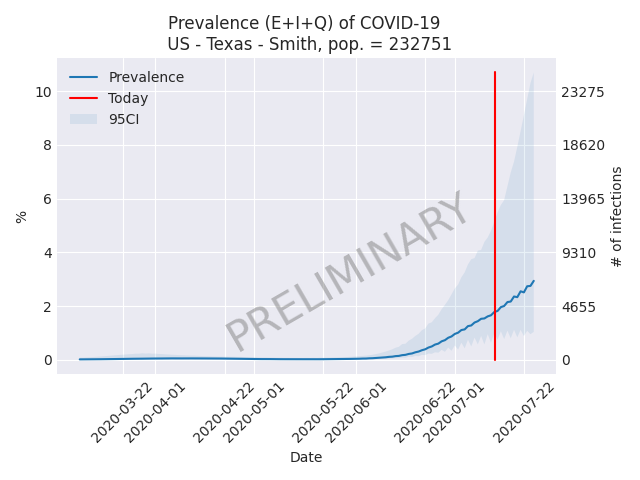 Prevalence (E+I+Q) of COVID-19
US - Texas - Smith, pop. = 232751
Prevalence
Today
95CI
PRELIMINARY
%
10
8
6
4
2
0
23275
18620
13965
9310
4655
0
# of infections
2020-03-22
2020-04-01
2020-04-22
2020-05-01
2020-05-22
2020-06-01
2020-06-22
2020-07-01
2020-07-22
Date